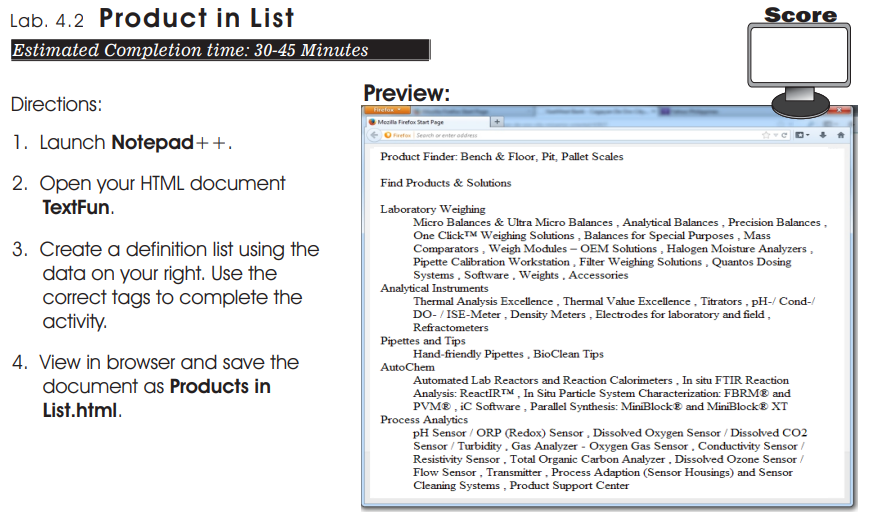 Lab. 4.2 Product in List
Score
Estimated Completion time: 30-45 Minutes
Directions:
1. Launch Notepad++.
2. Open your HTML document
TextFun.
3. Create a definition list using the
data on your right. Use the
correct tags to complete the
activity.
4. View in browser and save the
document as Products in
List.html.
Preview:
Firefox
Mozilla Firefox Start Page
Firefox Search or enter address
Product Finder: Bench & Floor, Pit, Pallet Scales
Find Products & Solutions
Laboratory Weighing
Micro Balances & Ultra Micro Balances , Analytical Balances , Precision Balances ,
One Click™ Weighing Solutions , Balances for Special Purposes , Mass
Comparators , Weigh Modules – OEM Solutions , Halogen Moisture Analyzers ,
Pipette Calibration Workstation , Filter Weighing Solutions , Quantos Dosing
Systems , Software , Weights , Accessories
Analytical Instruments
Thermal Analysis Excellence , Thermal Value Excellence , Titrators , pH-/ Cond-/
DO- / ISE-Meter , Density Meters , Electrodes for laboratory and field ,
Refractometers
Pipettes and Tips
Hand-friendly Pipettes , BioClean Tips
AutoChem
Automated Lab Reactors and Reaction Calorimeters , In situ FTIR Reaction
Analysis: ReactIR™ , In Situ Particle System Characterization: FBRM® and
PVM® , iC Software , Parallel Synthesis: MiniBlock® and MiniBlock® XT
Process Analytics
pH Sensor / ORP (Redox) Sensor , Dissolved Oxygen Sensor / Dissolved CO2
Sensor / Turbidity , Gas Analyzer - Oxygen Gas Sensor , Conductivity Sensor /
Resistivity Sensor , Total Organic Carbon Analyzer , Dissolved Ozone Sensor /
Flow Sensor , Transmitter , Process Adaption (Sensor Housings) and Sensor
Cleaning Systems , Product Support Center